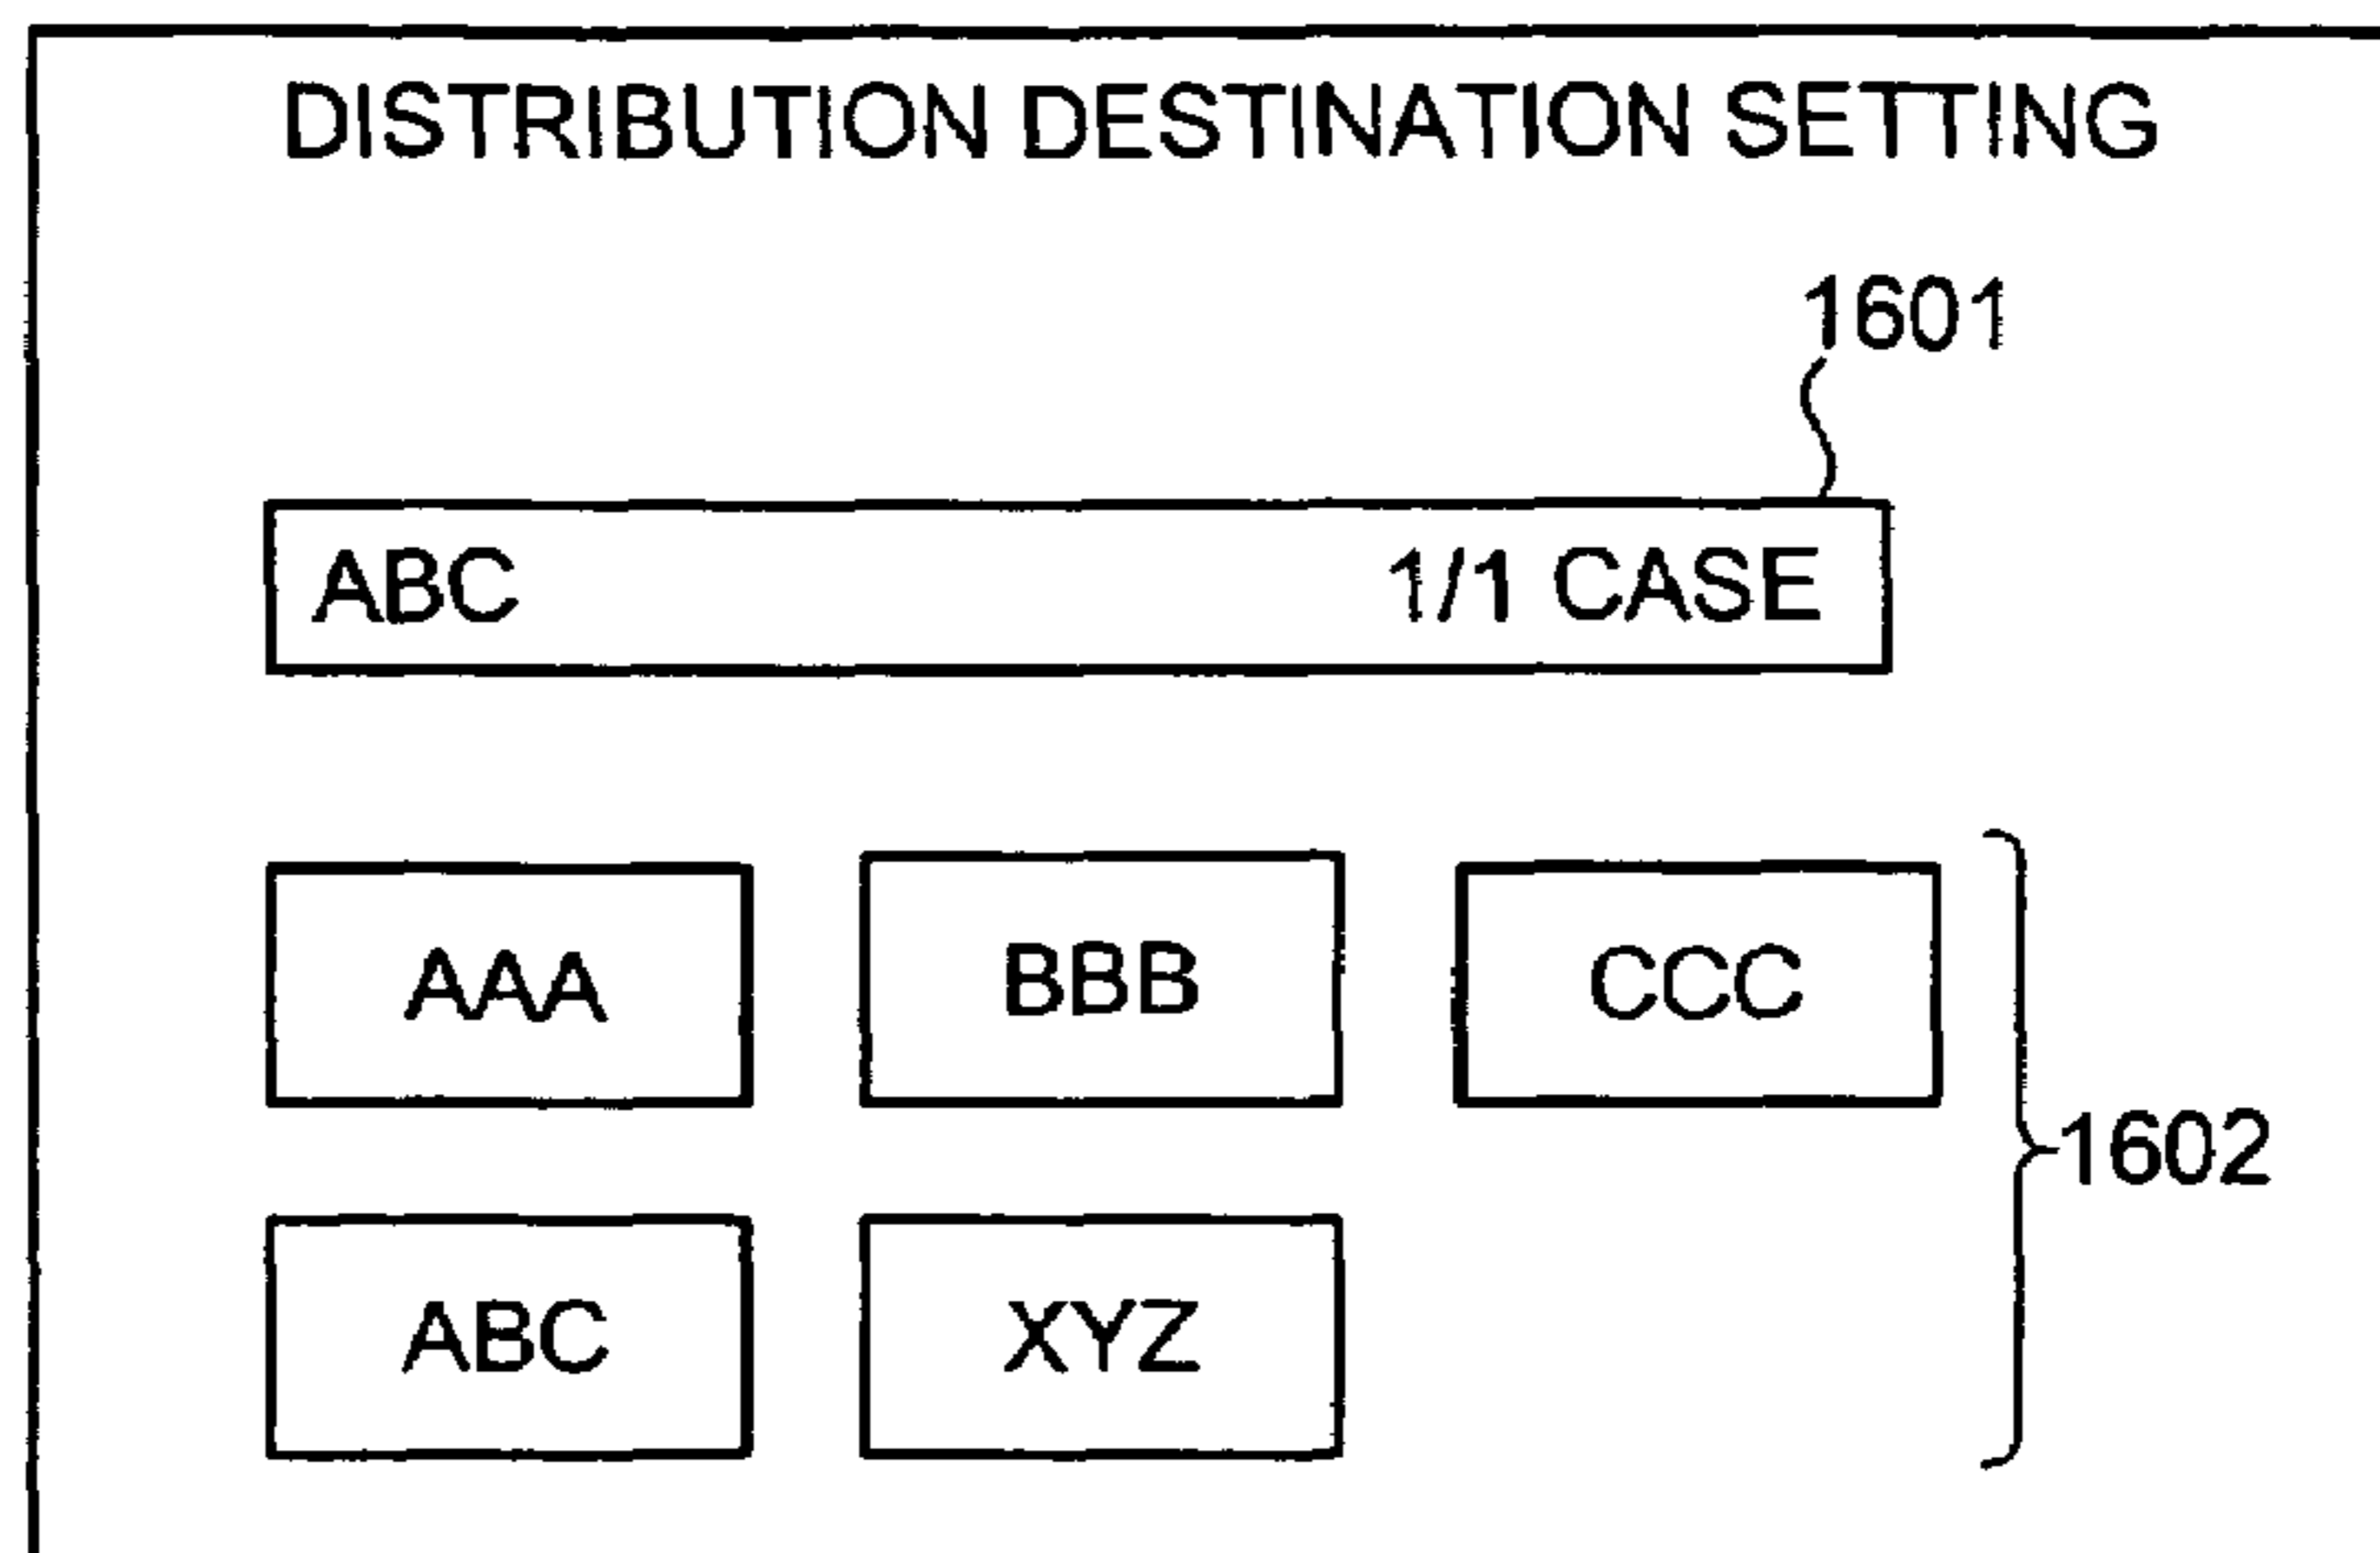 DISTRIBUTION DESTINATION SETTING
1601
ABC 1/1 CASE
AAA BBB CCC
1602
ABC XYZ